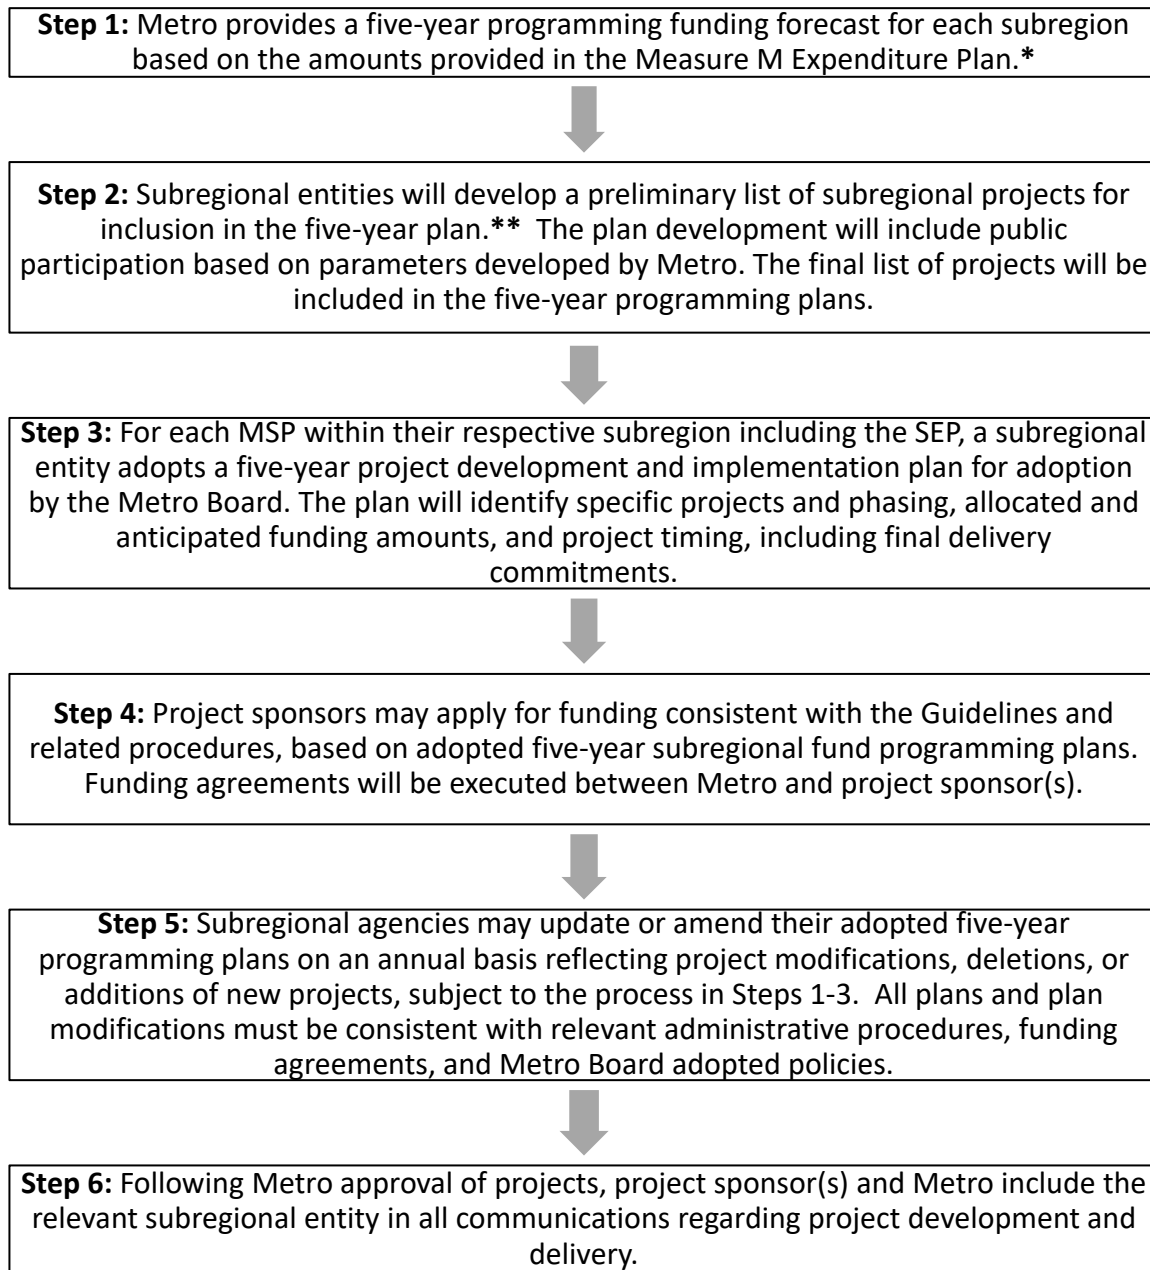 Step 1: Metro provides a five-year programming funding forecast for each subregion
based on the amounts provided in the Measure M Expenditure Plan.*
Step 2: Subregional entities will develop a preliminary list of subregional projects for
inclusion in the five-year plan.**  The plan development will include public
participation based on parameters developed by Metro. The final list of projects will be
included in the five-year programming plans.
Step 3: For each MSP within their respective subregion including the SEP, a subregional
entity adopts a five-year project development and implementation plan for adoption
by the Metro Board. The plan will identify specific projects and phasing, allocated and
anticipated funding amounts, and project timing, including final delivery
commitments.
Step 4: Project sponsors may apply for funding consistent with the Guidelines and
related procedures, based on adopted five-year subregional fund programming plans.
Funding agreements will be executed between Metro and project sponsor(s).
Step 5: Subregional agencies may update or amend their adopted five-year
programming plans on an annual basis reflecting project modifications, deletions, or
additions of new projects, subject to the process in Steps 1-3.  All plans and plan
modifications must be consistent with relevant administrative procedures, funding
agreements, and Metro Board adopted policies.
Step 6: Following Metro approval of projects, project sponsor(s) and Metro include the
relevant subregional entity in all communications regarding project development and
delivery.